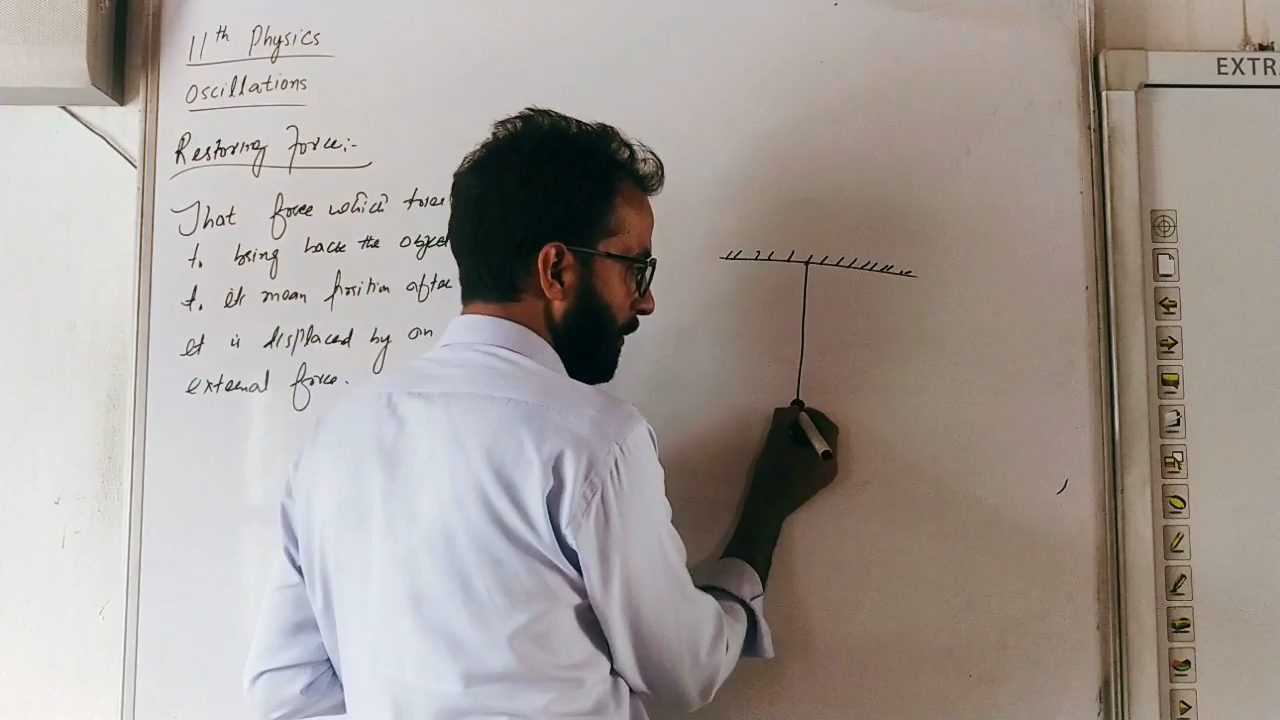 11th Physics
Oscillations
Restoring Force:-
That force which
to bring back the object
to its mean position after
it is displaced by an
external force.
EXTR